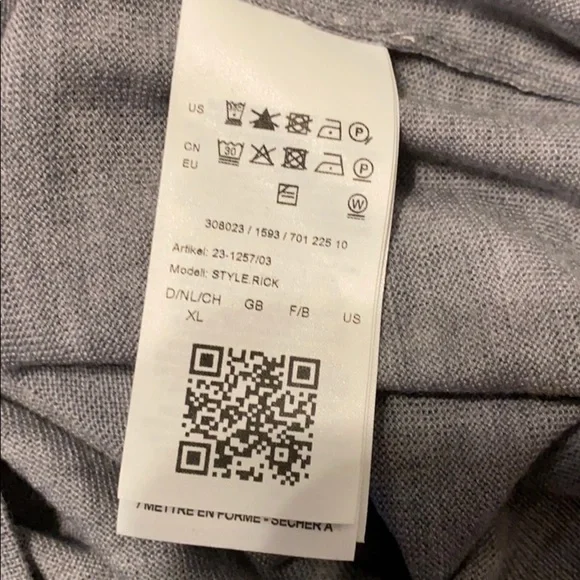 US
P
CN
EU
30
P
W
308023 / 1593 / 701 225 10
Artikel: 23-1257/03
Modell: STYLE.RICK
D/NL/CH GB F/B US
XL
/ METTRE EN FORME - SECHER A